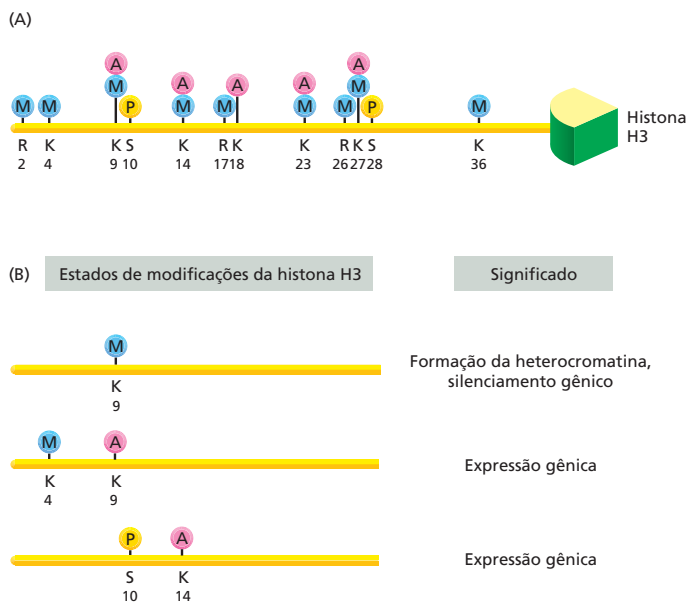 (A)
A A
M A A A A M
M M P M M M M P M
R K K S K R K K R K S K
2 4 9 10 14 17 18 23 26 27 28 36
Histona
H3
(B)
Estados de modificações da histona H3
Significado
M
K
9
Formação da heterocromatina,
silenciamento gênico
M A
K K
4 9
Expressão gênica
P A
S K
10 14
Expressão gênica